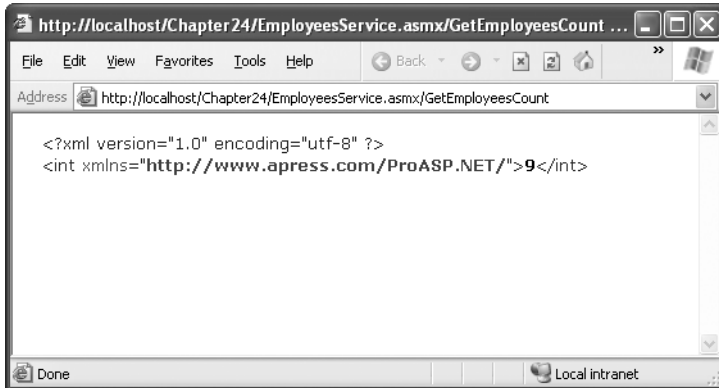 http://localhost/Chapter24/EmployeesService.asmx/GetEmployeesCount ...
File Edit View Favorites Tools Help Back »
Address http://localhost/Chapter24/EmployeesService.asmx/GetEmployeesCount
<?xml version="1.0" encoding="utf-8" ?>
<int xmlns="http://www.apress.com/ProASP.NET/">9</int>
Done Local intranet